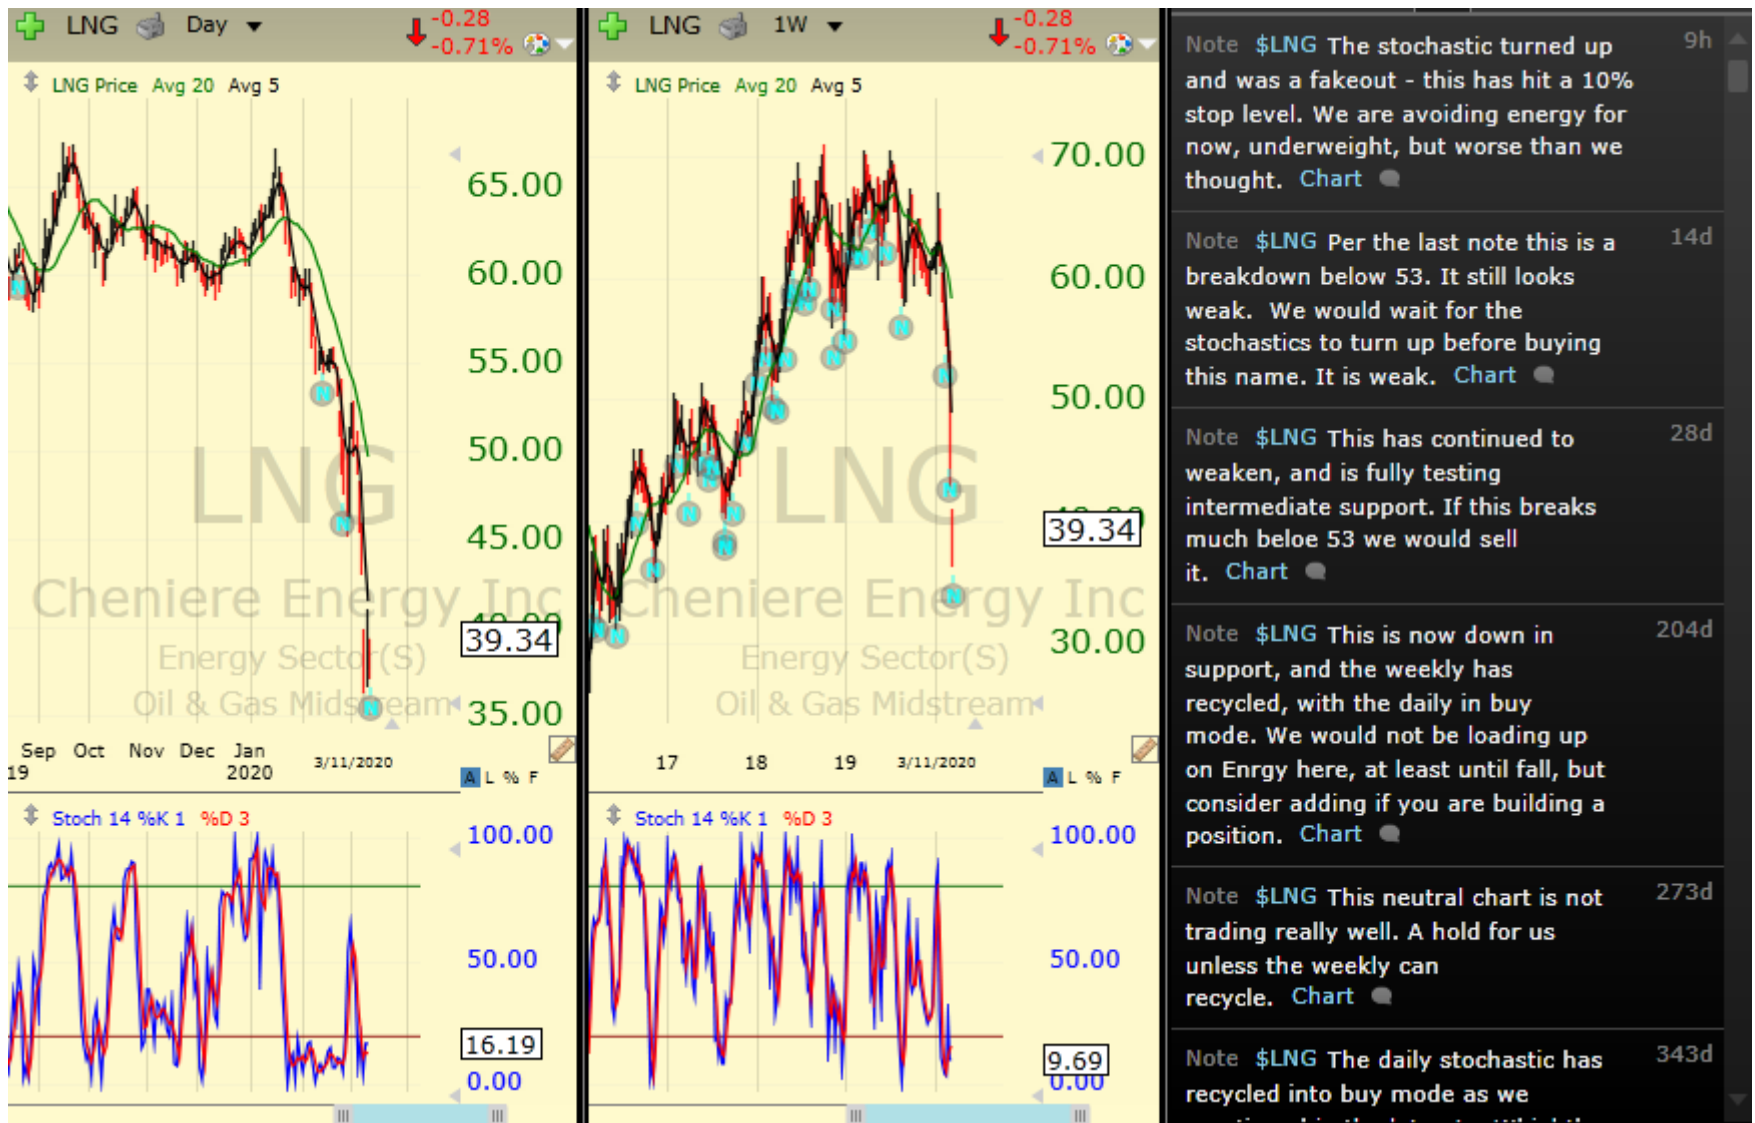 LNG Day -0.28
-0.71%
LNG Price Avg 20 Avg 5
65.00
60.00
55.00
50.00
45.00
40.00
39.34
35.00
LNG
Cheniere Energy Inc
Energy Sector(S)
Oil & Gas Midstream
Sep Oct Nov Dec Jan
19 2020 3/11/2020
A L % F
Stoch 14 %K 1 %D 3
100.00
50.00
16.19
0.00
LNG 1W -0.28
-0.71%
LNG Price Avg 20 Avg 5
70.00
60.00
50.00
40.00
39.34
30.00
LNG
Cheniere Energy Inc
Energy Sector(S)
Oil & Gas Midstream
17 18 19 3/11/2020
A L % F
Stoch 14 %K 1 %D 3
100.00
50.00
9.69
0.00
Note $LNG The stochastic turned up 9h
and was a fakeout - this has hit a 10%
stop level. We are avoiding energy for
now, underweight, but worse than we
thought. Chart
Note $LNG Per the last note this is a 14d
breakdown below 53. It still looks
weak. We would wait for the
stochastics to turn up before buying
this name. It is weak. Chart
Note $LNG This has continued to 28d
weaken, and is fully testing
intermediate support. If this breaks
much beloe 53 we would sell
it. Chart
Note $LNG This is now down in 204d
support, and the weekly has
recycled, with the daily in buy
mode. We would not be loading up
on Enrgy here, at least until fall, but
consider adding if you are building a
position. Chart
Note $LNG This neutral chart is not 273d
trading really well. A hold for us
unless the weekly can
recycle. Chart
Note $LNG The daily stochastic has 343d
recycled into buy mode as we